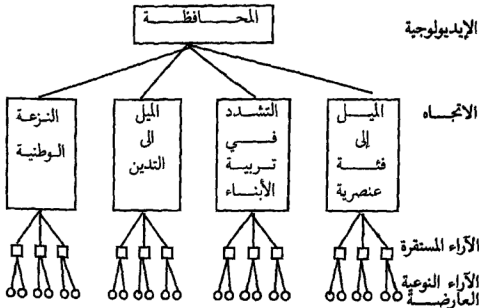 المحافظة
الإيديولوجية
الاتجاه
الميل
إلى
فئة
عنصرية
التشدد
في
تربية
الأبناء
الميل
الى
التدين
النزعة
الوطنية
الآراء المستقرة
الآراء النوعية
العارضة